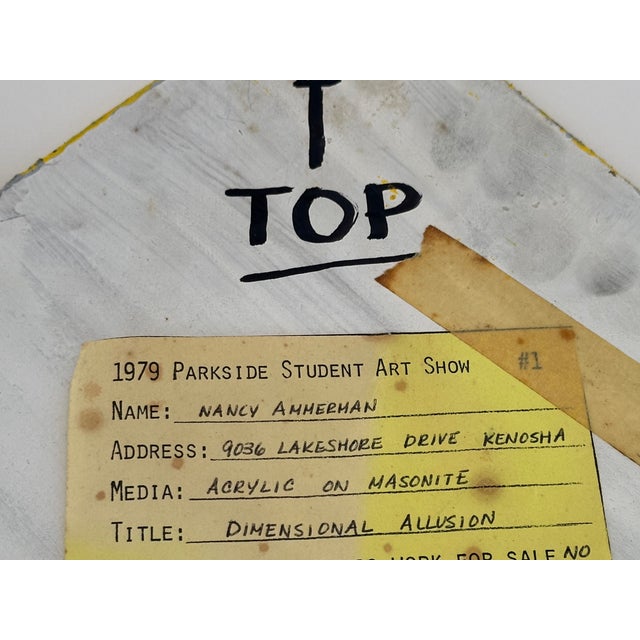 T
TOP
1979 PARKSIDE STUDENT ART SHOW #1
NAME: NANCY AMMERMAN
ADDRESS: 9036 LAKESHORE DRIVE KENOSHA
MEDIA: ACRYLIC ON MASONITE
TITLE: DIMENSIONAL ALLUSION
WORK FOR SALE NO